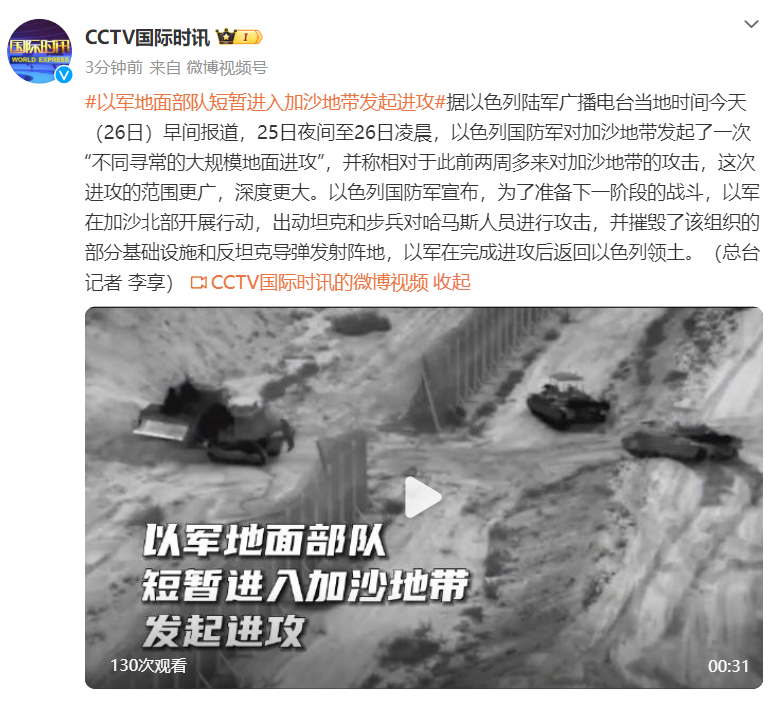 国际时讯
WORLD EXPRESS
CCTV国际时讯
1
3分钟前 来自 微博视频号
#以军地面部队短暂进入加沙地带发起进攻#据以色列陆军广播电台当地时间今天
（26日）早间报道，25日夜间至26日凌晨，以色列国防军对加沙地带发起了一次
“不同寻常的大规模地面进攻”，并称相对于此前两周多来对加沙地带的攻击，这次
进攻的范围更广，深度更大。以色列国防军宣布，为了准备下一阶段的战斗，以军
在加沙北部开展行动，出动坦克和步兵对哈马斯人员进行攻击，并摧毁了该组织的
部分基础设施和反坦克导弹发射阵地，以军在完成进攻后返回以色列领土。（总台
记者 李享） CCTV国际时讯的微博视频 收起
以军地面部队
短暂进入加沙地带
发起进攻
130次观看
00:31